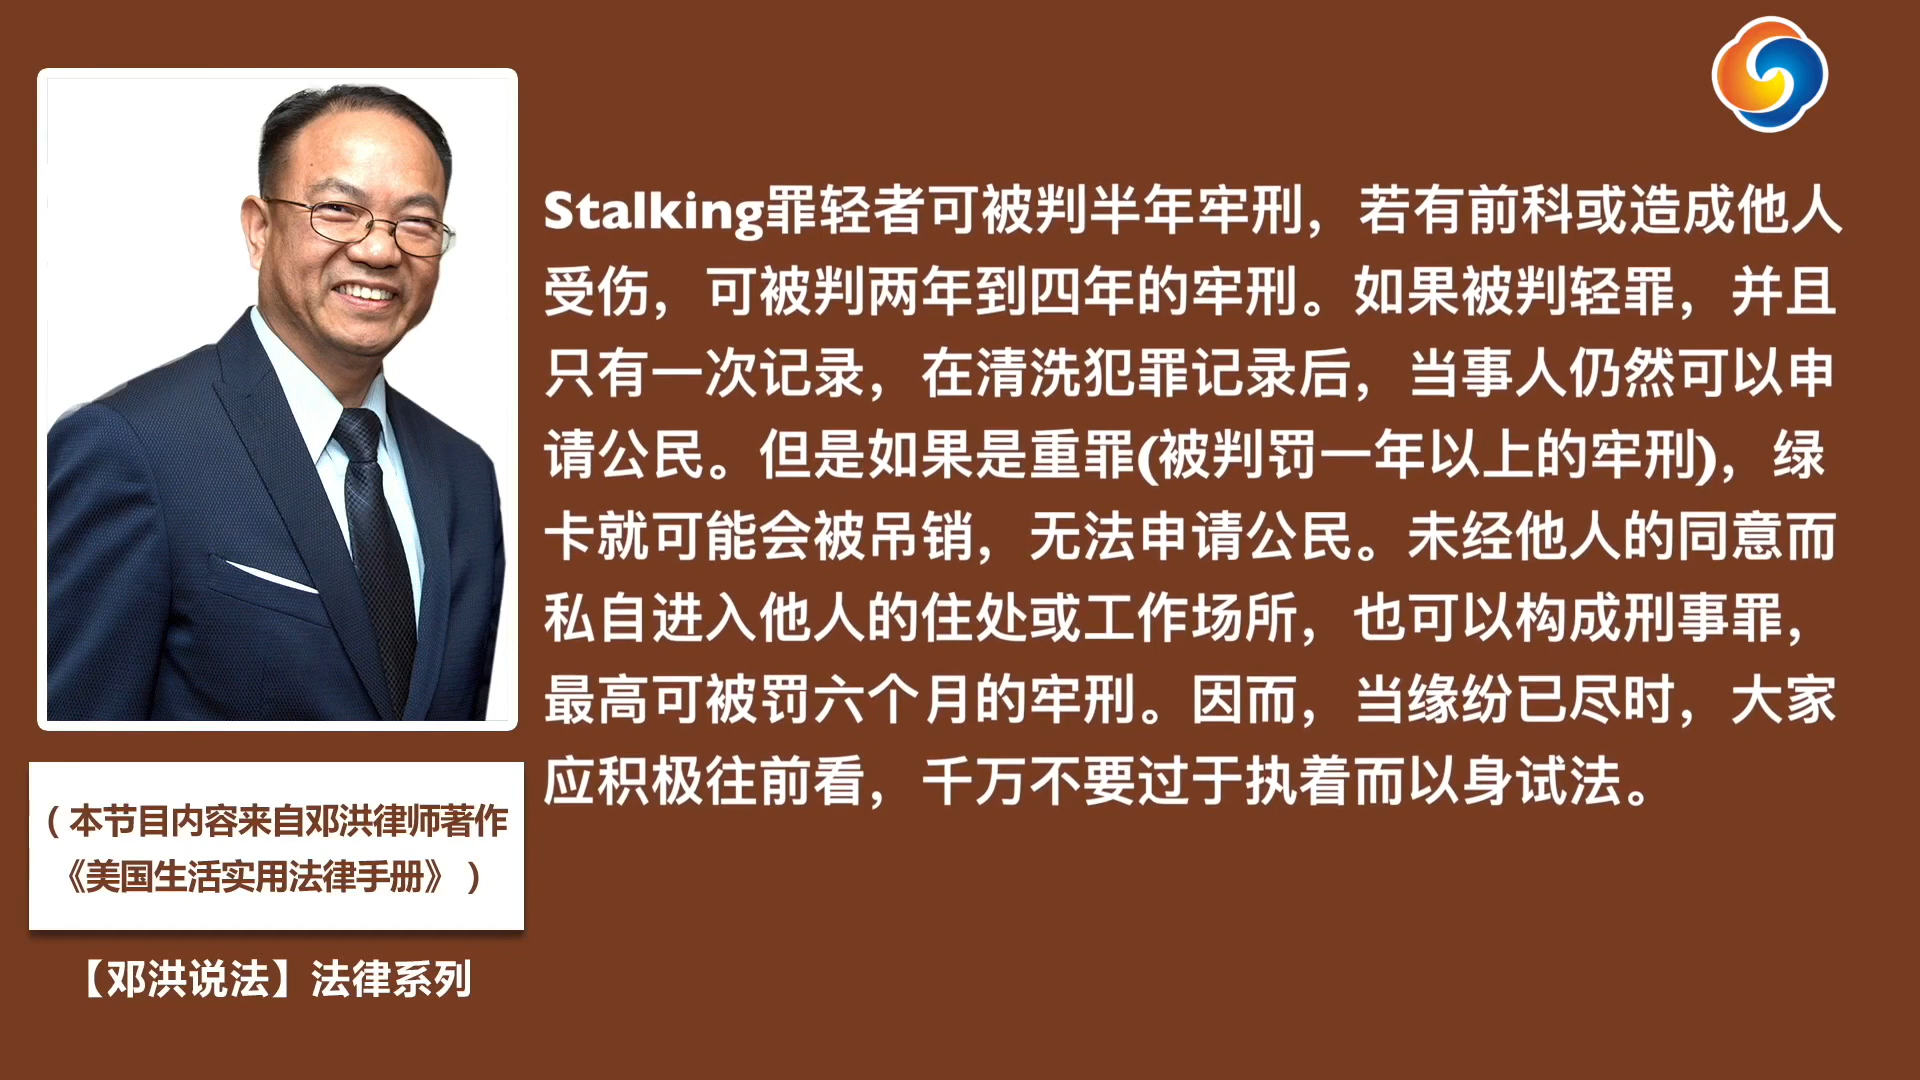 Stalking罪轻者可被判半年牢刑，若有前科或造成他人
受伤，可被判两年到四年的牢刑。如果被判轻罪，并且
只有一次记录，在清洗犯罪记录后，当事人仍然可以申
请公民。但是如果是重罪(被判罚一年以上的牢刑)，绿
卡就可能会被吊销，无法申请公民。未经他人的同意而
私自进入他人的住处或工作场所，也可以构成刑事罪，
最高可被罚六个月的牢刑。因而，当缘纷已尽时，大家
应积极往前看，千万不要过于执着而以身试法。
（本节目内容来自邓洪律师著作
《美国生活实用法律手册》）
【邓洪说法】法律系列